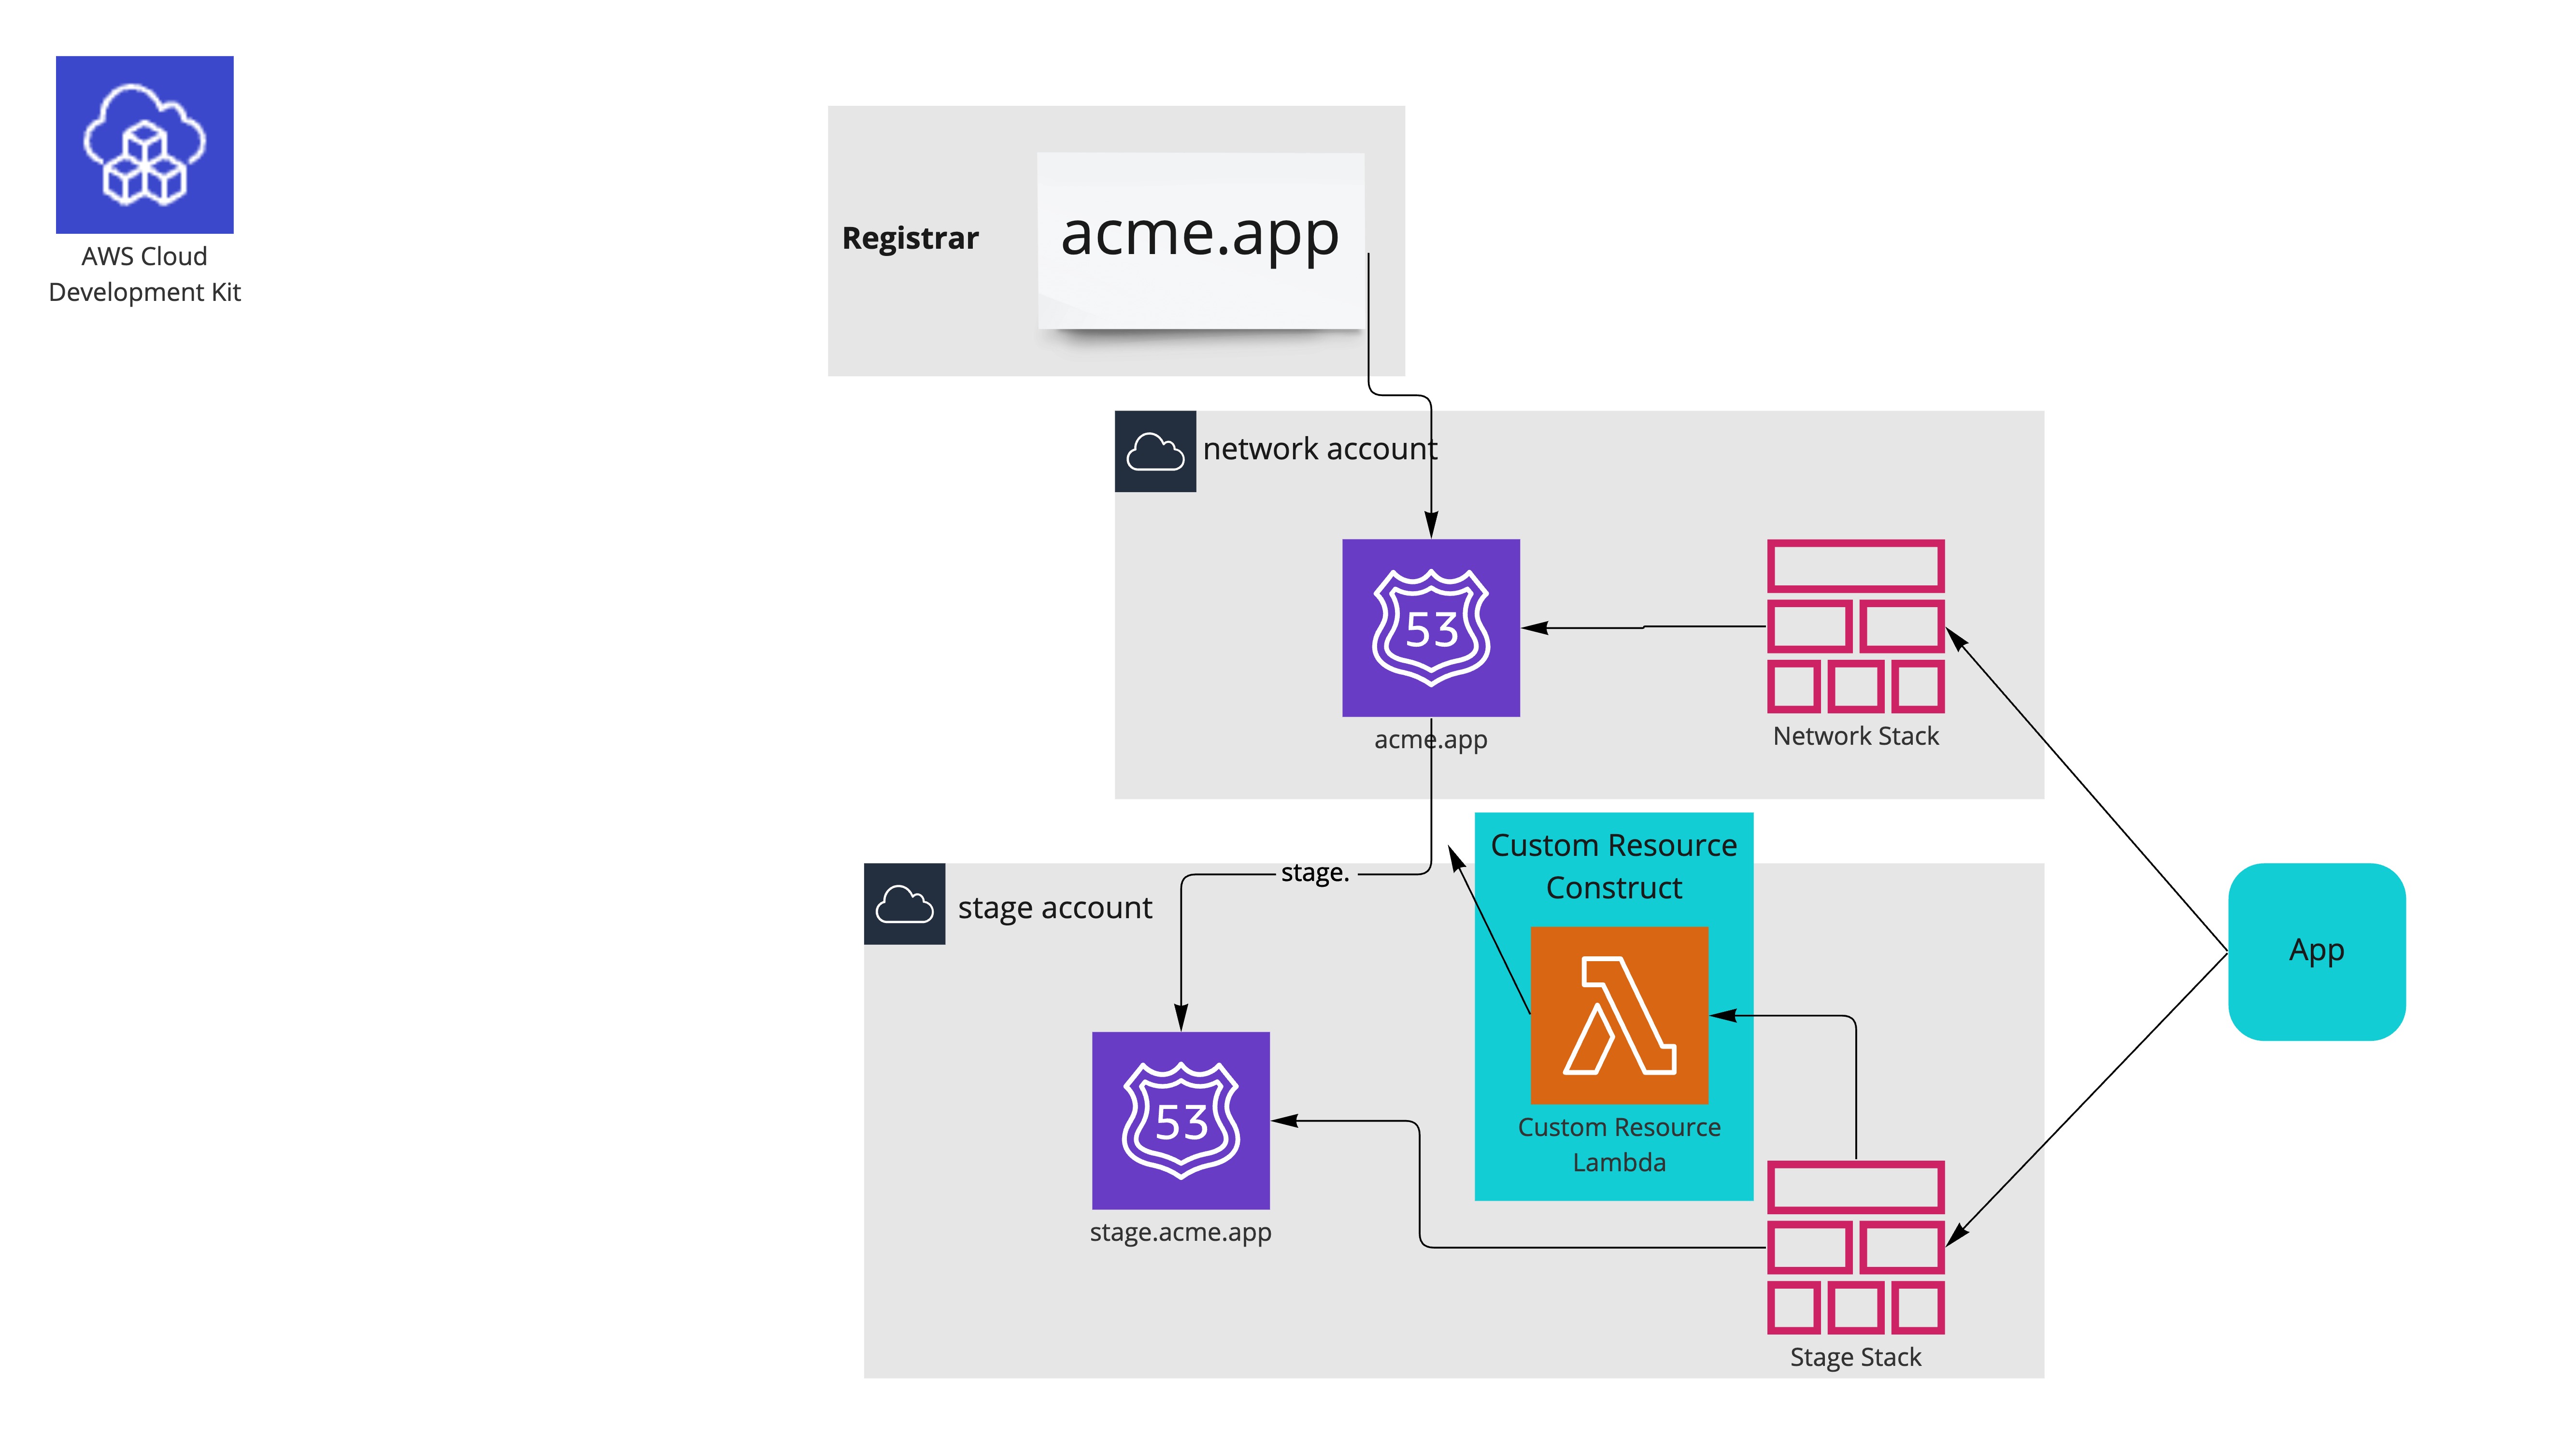 AWS Cloud
Development Kit
Registrar
acme.app
network account
53
acme.app
Network Stack
stage.
stage account
Custom Resource
Construct
App
53
stage.acme.app
Custom Resource
Lambda
Stage Stack